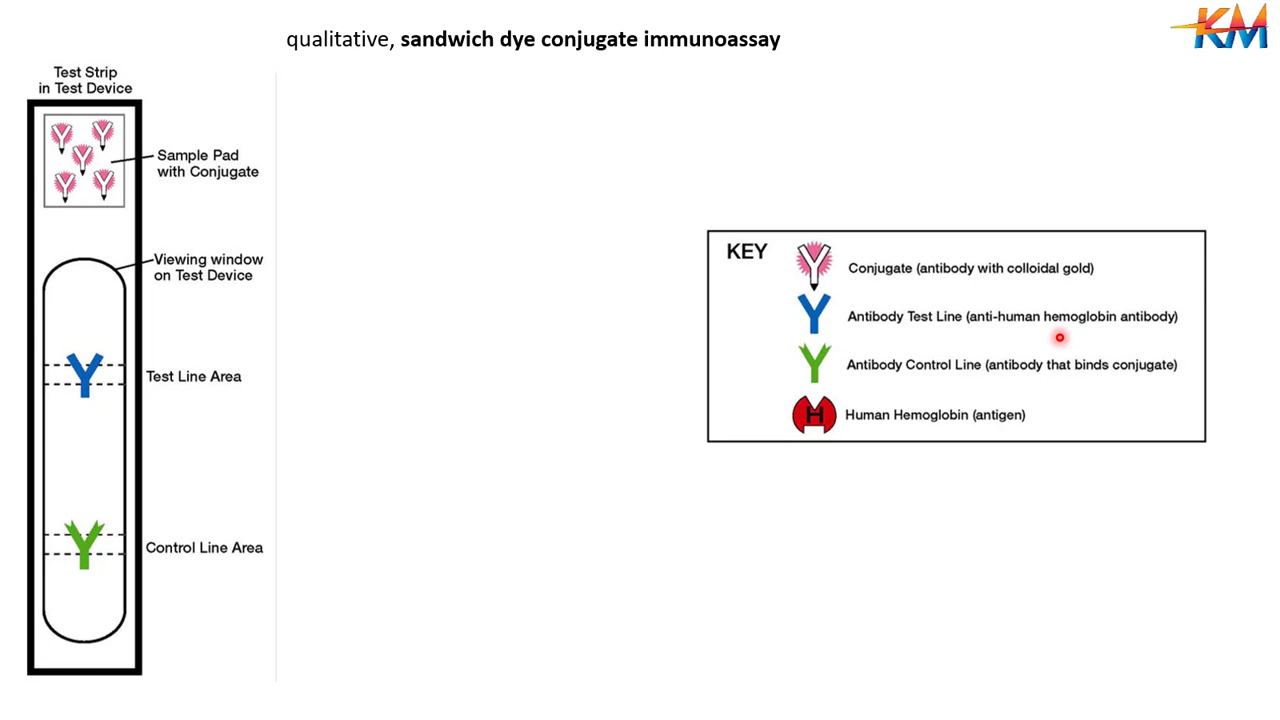 qualitative, sandwich dye conjugate immunoassay
KM
Test Strip
in Test Device
Sample Pad
with Conjugate
Viewing window
on Test Device
Test Line Area
Control Line Area
KEY
Conjugate (antibody with colloidal gold)
Antibody Test Line (anti-human hemoglobin antibody)
Antibody Control Line (antibody that binds conjugate)
H
Human Hemoglobin (antigen)